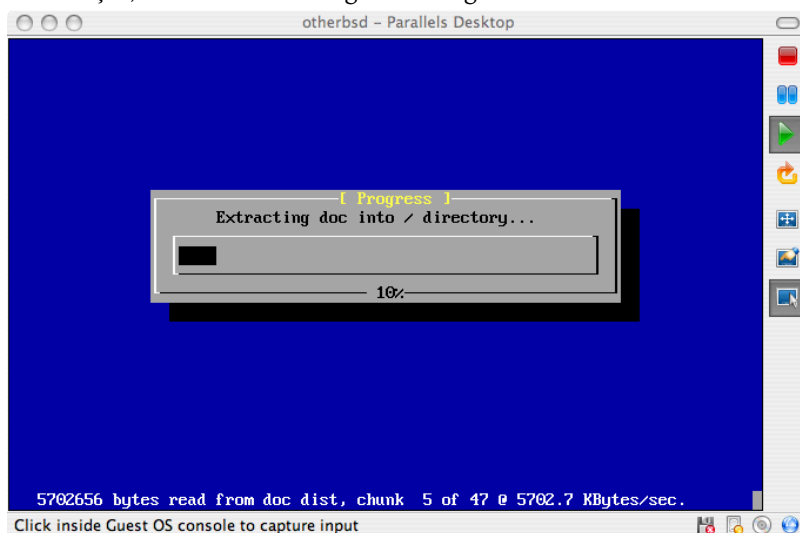 otherbsd – Parallels Desktop
[ Progress ]
Extracting doc into / directory...
10%
5702656 bytes read from doc dist, chunk 5 of 47 @ 5702.7 KBytes/sec.
Click inside Guest OS console to capture input